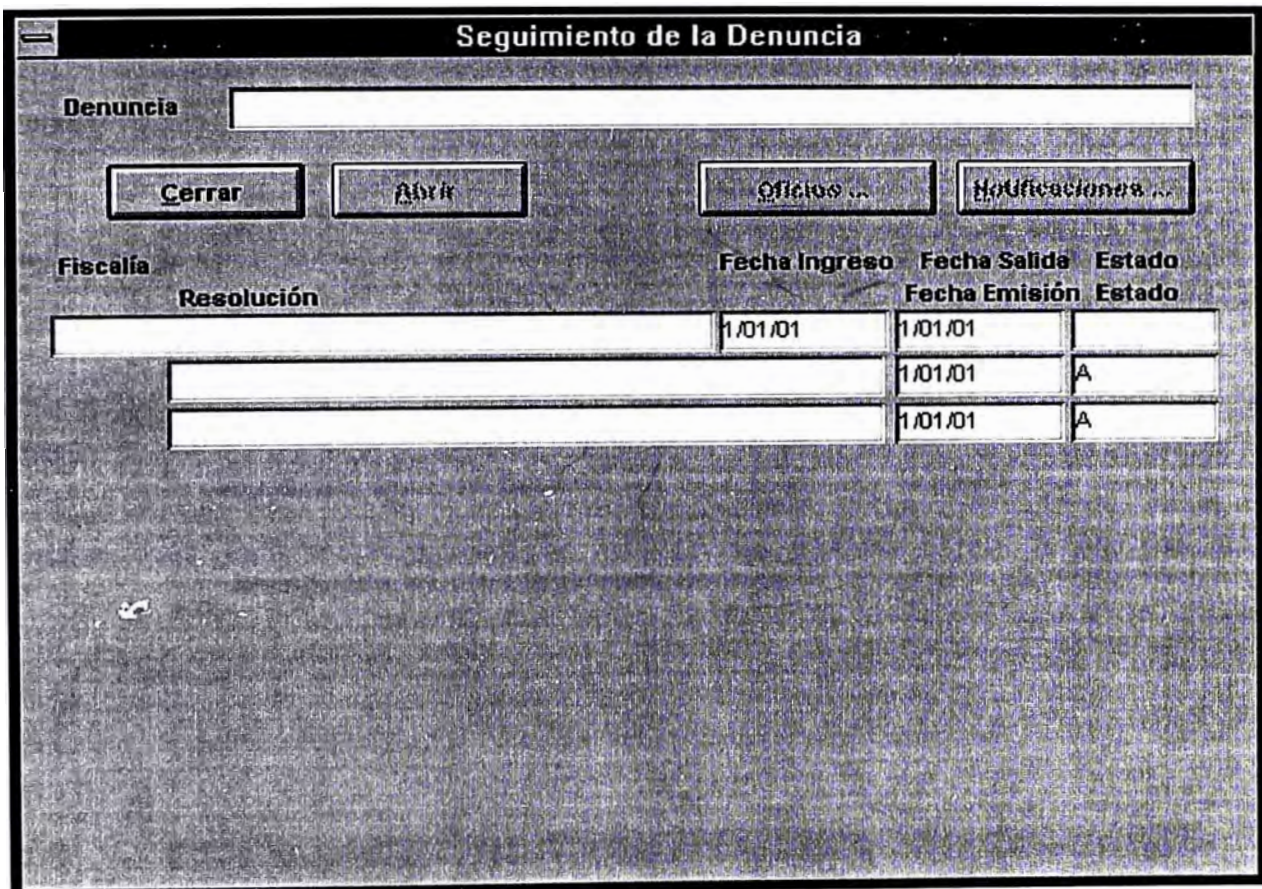 Seguimiento de la Denuncia
Denuncia
Cerrar Abrir Oficios ... Notificaciones ...
Fiscalía Fecha Ingreso Fecha Salida Estado
Resolución Fecha Emisión Estado
1/01/01 1/01/01
1/01/01 A
1/01/01 A